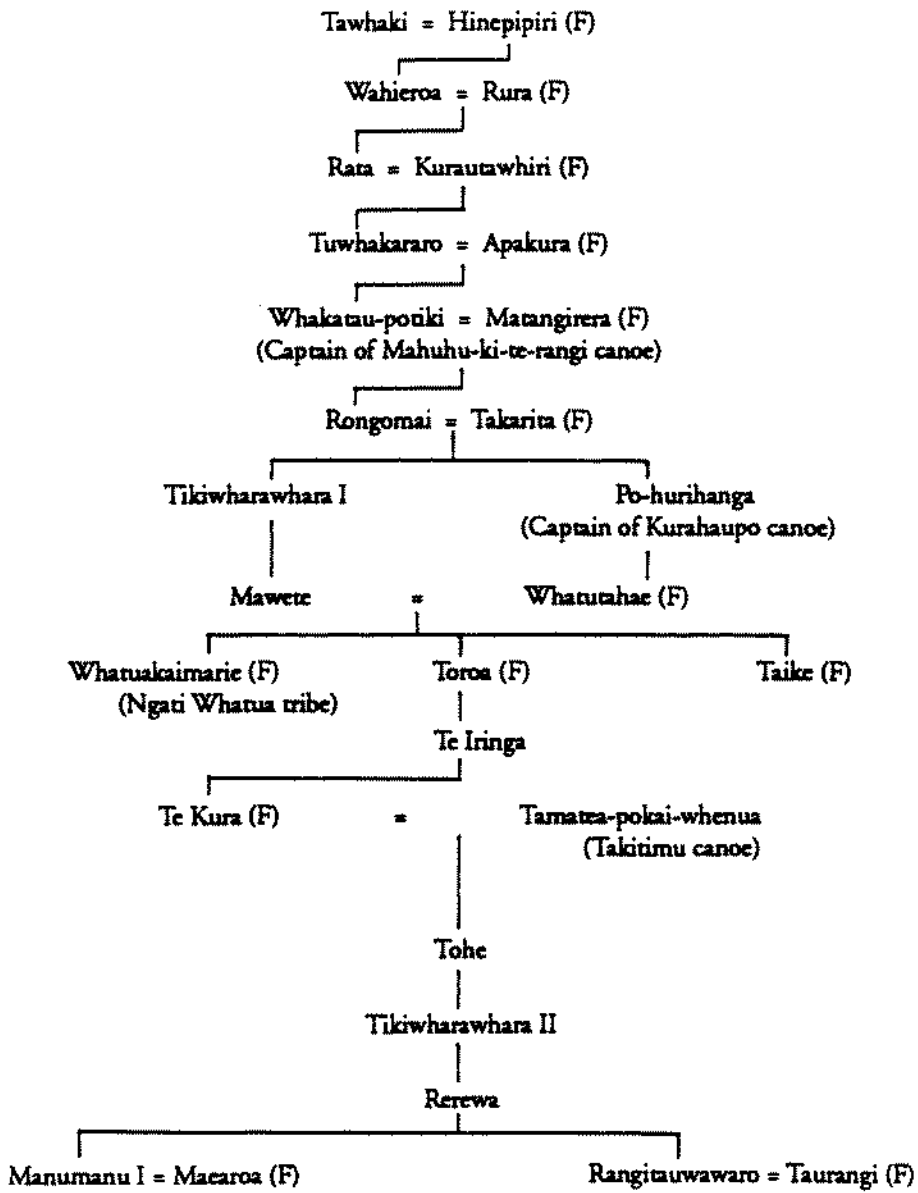 Tawhaki = Hinepipiri (F)
Wahieroa = Rura (F)
Rata = Kurautawhiri (F)
Tuwhakararo = Apakura (F)
Whakatau-potiki = Matangirera (F)
(Captain of Mahuhu-ki-te-rangi canoe)
Rongomai = Takarita (F)
Tikiwharawhara I Po-hurihanga
(Captain of Kurahaupo canoe)
Mawete = Whatutahae (F)
Whatuakaimarie (F) Toroa (F) Taike (F)
(Ngati Whatua tribe)
Te Iringa
Te Kura (F) = Tamatea-pokai-whenua
(Takitimu canoe)
Tohe
Tikiwharawhara II
Rerewa
Manumanu I = Maearoa (F) Rangitauwawaro = Taurangi (F)